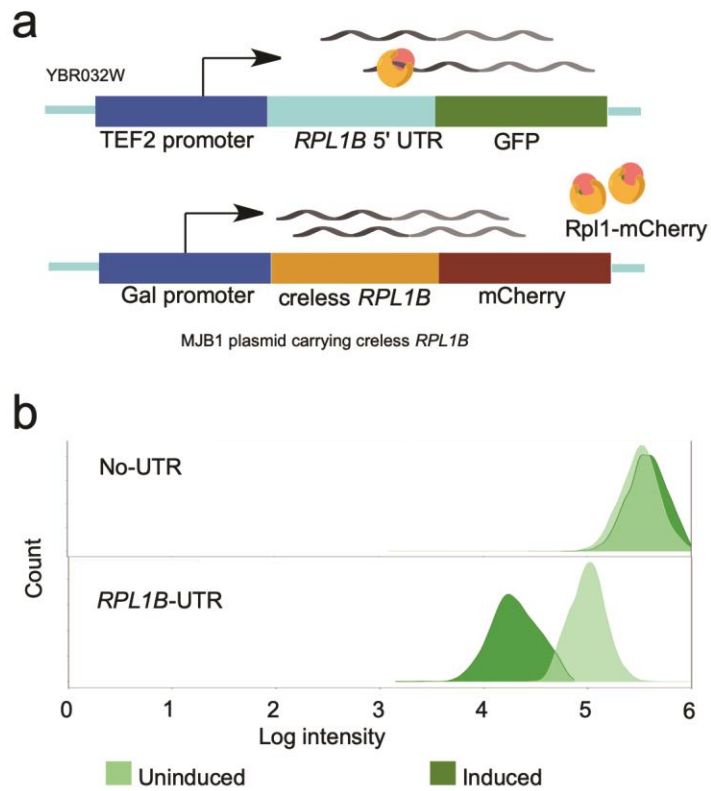 a
YBR032W
TEF2 promoter
RPL1B 5' UTR
GFP
Rpl1-mCherry
Gal promoter
creless RPL1B
mCherry
MJB1 plasmid carrying creless RPL1B
b
No-UTR
RPL1B-UTR
Count
0 1 2 3 4 5 6
Log intensity
Uninduced
Induced